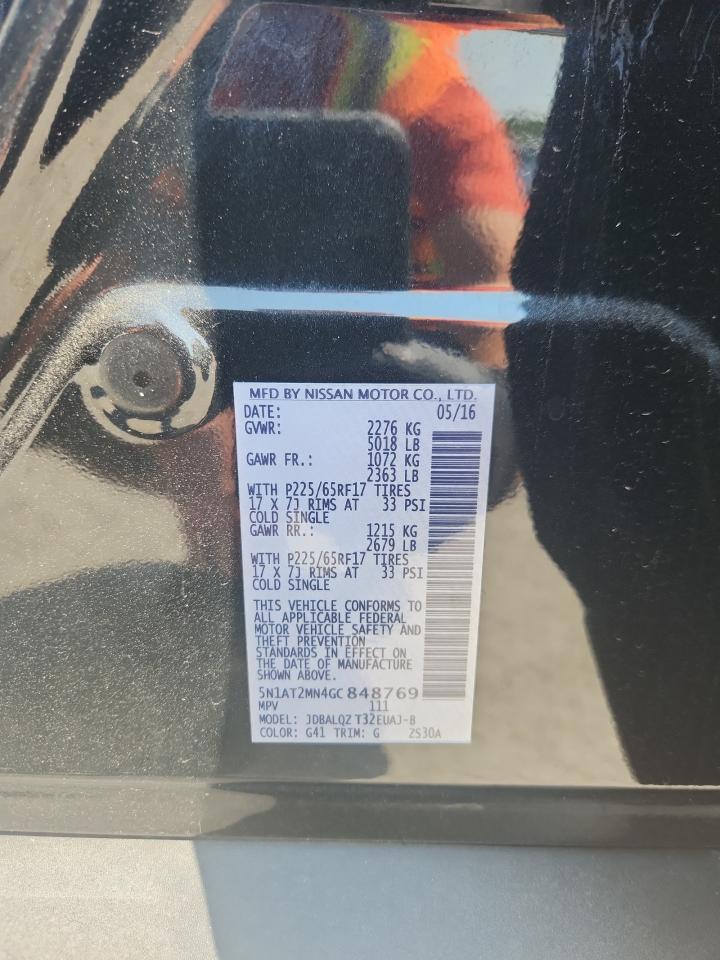 MFD BY NISSAN MOTOR CO., LTD.
DATE: 05/16
GVWR: 2276 KG
5018 LB
GAWR FR.: 1072 KG
2363 LB
WITH P225/65RF17 TIRES
17 X 7J RIMS AT 33 PSI
COLD SINGLE
GAWR RR.: 1215 KG
2679 LB
WITH P225/65RF17 TIRES
17 X 7J RIMS AT 33 PSI
COLD SINGLE
THIS VEHICLE CONFORMS TO
ALL APPLICABLE FEDERAL
MOTOR VEHICLE SAFETY AND
THEFT PREVENTION
STANDARDS IN EFFECT ON
THE DATE OF MANUFACTURE
SHOWN ABOVE.
5N1AT2MN4GC848769
MPV 111
MODEL: JDBALQZ T32EUAJ-B
COLOR: G41 TRIM: G ZS30A